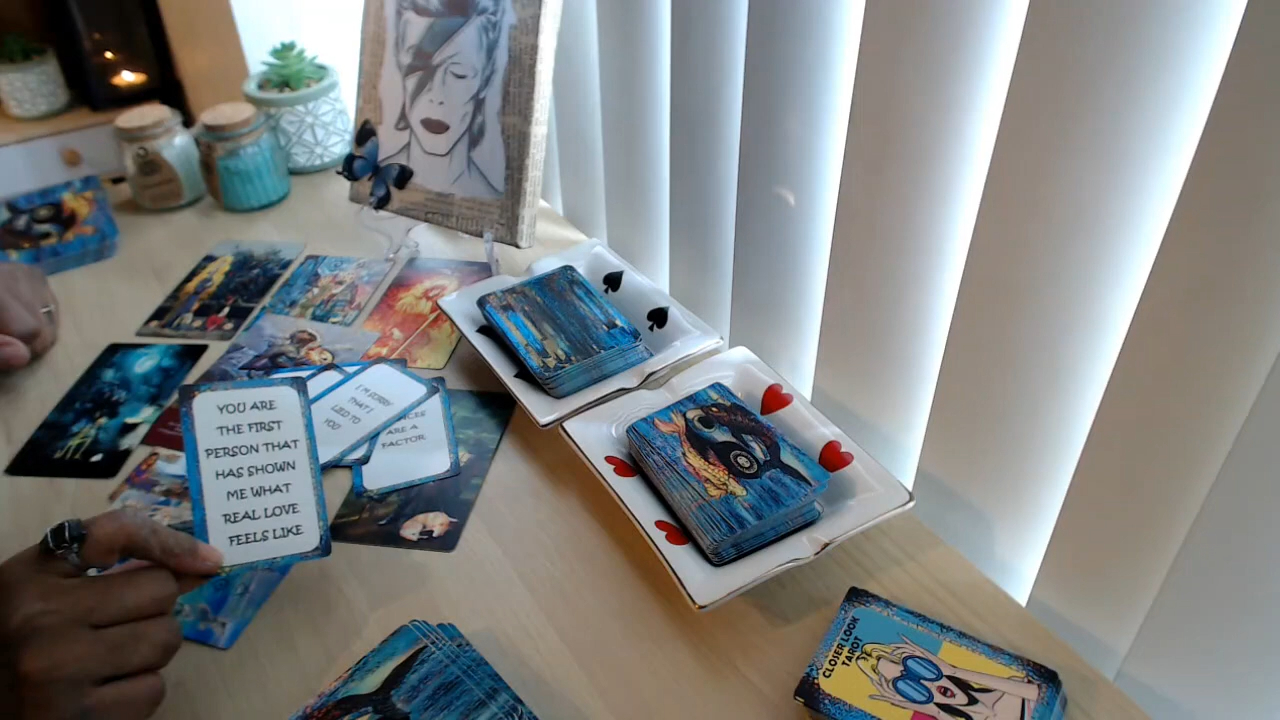 YOU ARE
THE FIRST
PERSON THAT
HAS SHOWN
ME WHAT
REAL LOVE
FEELS LIKE
I'M SORRY
THAT I
LIED TO
YOU
ARE A
FACTOR
CLOSER LOOK
TAROT